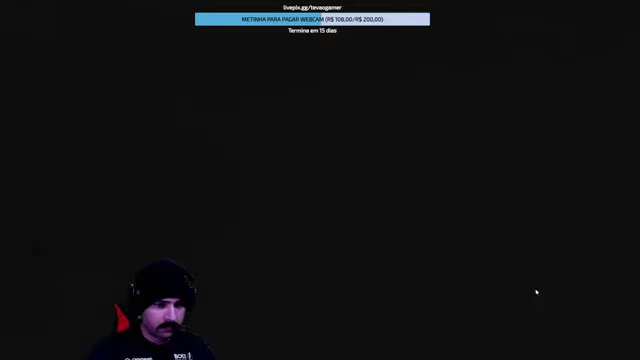 livepix.gg/tevaogamer
METINHA PARA PAGAR WEBCAM (R$ 108,00/R$ 200,00)
Termina em 15 dias